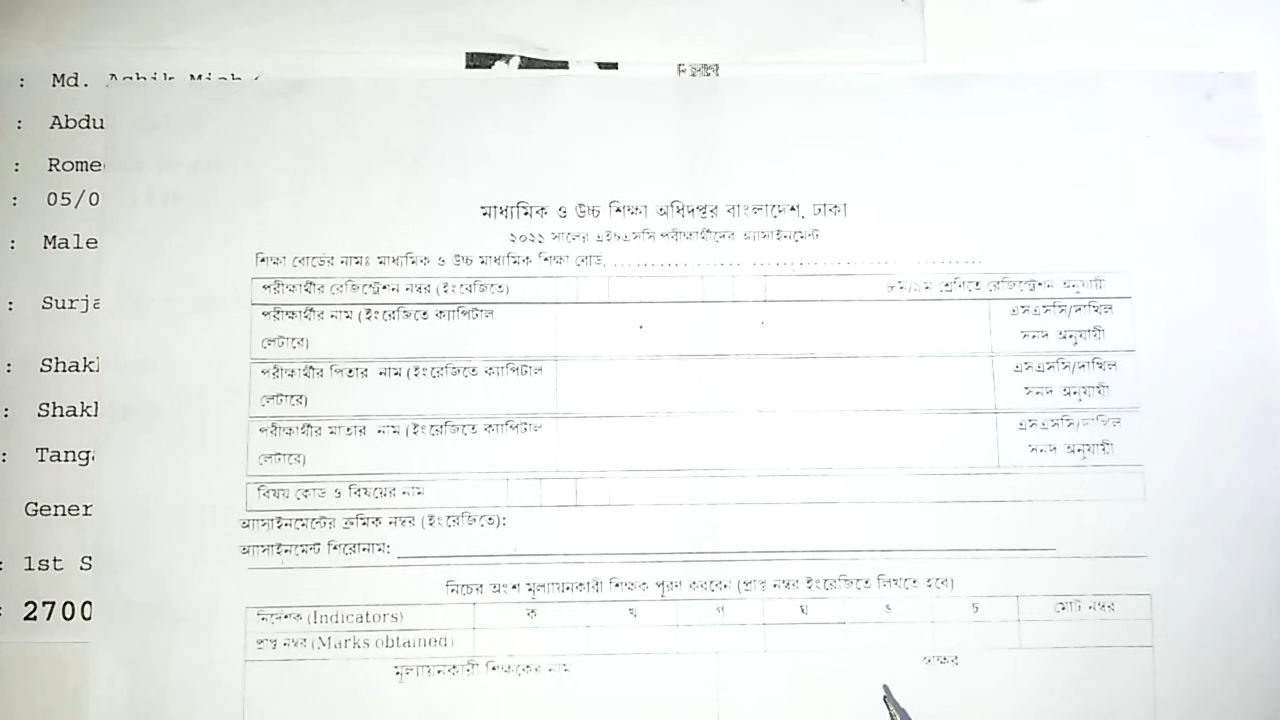 : Md.
: Abdu
: Rome
: 05/0
: Male
: Surja
: Shakl
: Shakl
: Tang
Gener
: 1st S
: 2700
মাধ্যমিক ও উচ্চ শিক্ষা অধিদপ্তর বাংলাদেশ, ঢাকা
২০২১ সালের এইচএসসি পরীক্ষার্থীদের অ্যাসাইনমেন্ট
শিক্ষা বোর্ডের নামঃ মাধ্যমিক ও উচ্চ মাধ্যমিক শিক্ষা বোর্ড, ........................................
পরীক্ষার্থীর রেজিস্ট্রেশন নম্বর (ইংরেজিতে) ৮ম/৯ম শ্রেণিতে রেজিস্ট্রেশন অনুযায়ী
পরীক্ষার্থীর নাম (ইংরেজিতে ক্যাপিটাল এসএসসি/দাখিল
লেটারে) সনদ অনুযায়ী
পরীক্ষার্থীর পিতার নাম (ইংরেজিতে ক্যাপিটাল এসএসসি/দাখিল
লেটারে) সনদ অনুযায়ী
পরীক্ষার্থীর মাতার নাম (ইংরেজিতে ক্যাপিটাল এসএসসি/দাখিল
লেটারে) সনদ অনুযায়ী
বিষয় কোড ও বিষয়ের নাম
অ্যাসাইনমেন্টের ক্রমিক নম্বর (ইংরেজিতে):
অ্যাসাইনমেন্ট শিরোনাম:
নিচের অংশ মূল্যায়নকারী শিক্ষক পূরণ করবেন (প্রাপ্ত নম্বর ইংরেজিতে লিখতে হবে)
নির্দেশক (Indicators) ক খ গ ঘ ঙ চ মোট নম্বর
প্রাপ্ত নম্বর (Marks obtained)
মূল্যায়নকারী শিক্ষকের নাম স্বাক্ষর